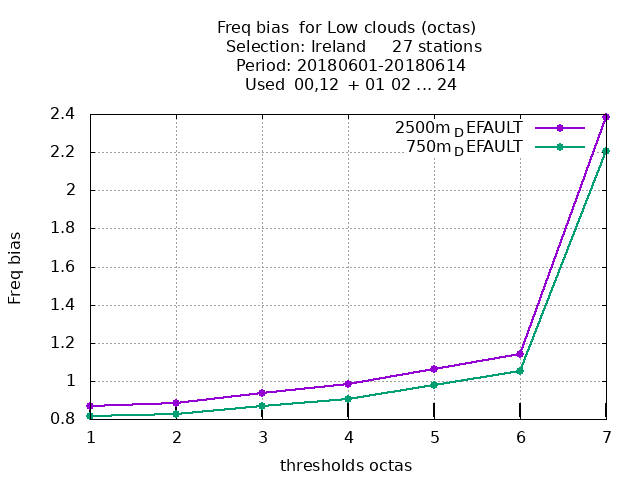 Freq bias  for Low clouds (octas)
Selection: Ireland     27 stations
Period: 20180601-20180614
Used  00,12  + 01 02 ... 24
2500m_DEFAULT
750m_DEFAULT
2.4
2.2
2
1.8
1.6
1.4
1.2
1
0.8
Freq bias
1 2 3 4 5 6 7
thresholds octas